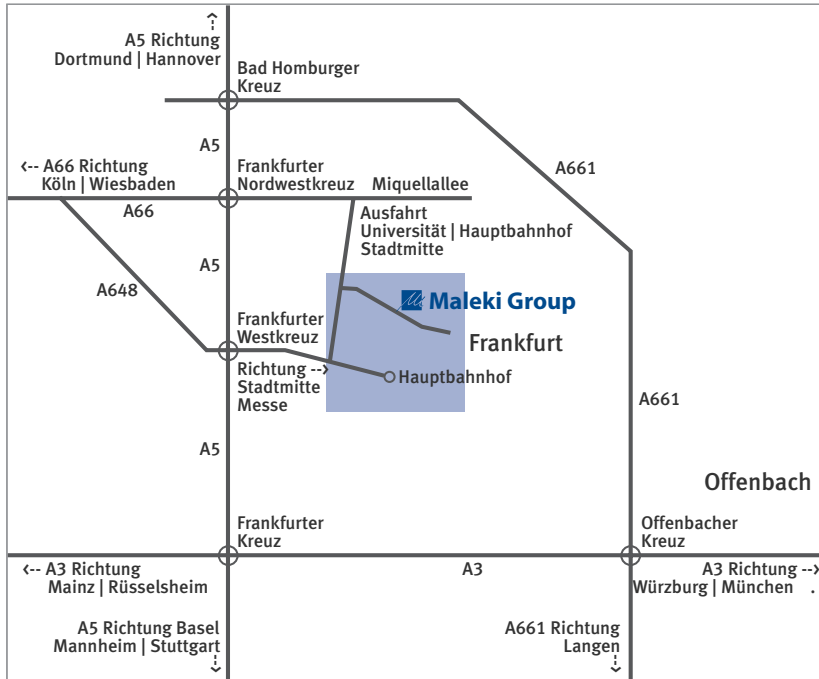 A5 Richtung
Dortmund | Hannover
Bad Homburger
Kreuz
A5
A661
<-- A66 Richtung
Köln | Wiesbaden
Frankfurter
Nordwestkreuz
Miquellallee
A66
Ausfahrt
Universität | Hauptbahnhof
Stadtmitte
A5
A648
Maleki Group
Frankfurter
Westkreuz
Frankfurt
Richtung -->
Stadtmitte
Messe
Hauptbahnhof
A661
A5
Offenbach
Frankfurter
Kreuz
Offenbacher
Kreuz
<-- A3 Richtung
Mainz | Rüsselsheim
A3
A3 Richtung -->
Würzburg | München .
A5 Richtung Basel
Mannheim | Stuttgart
A661 Richtung
Langen